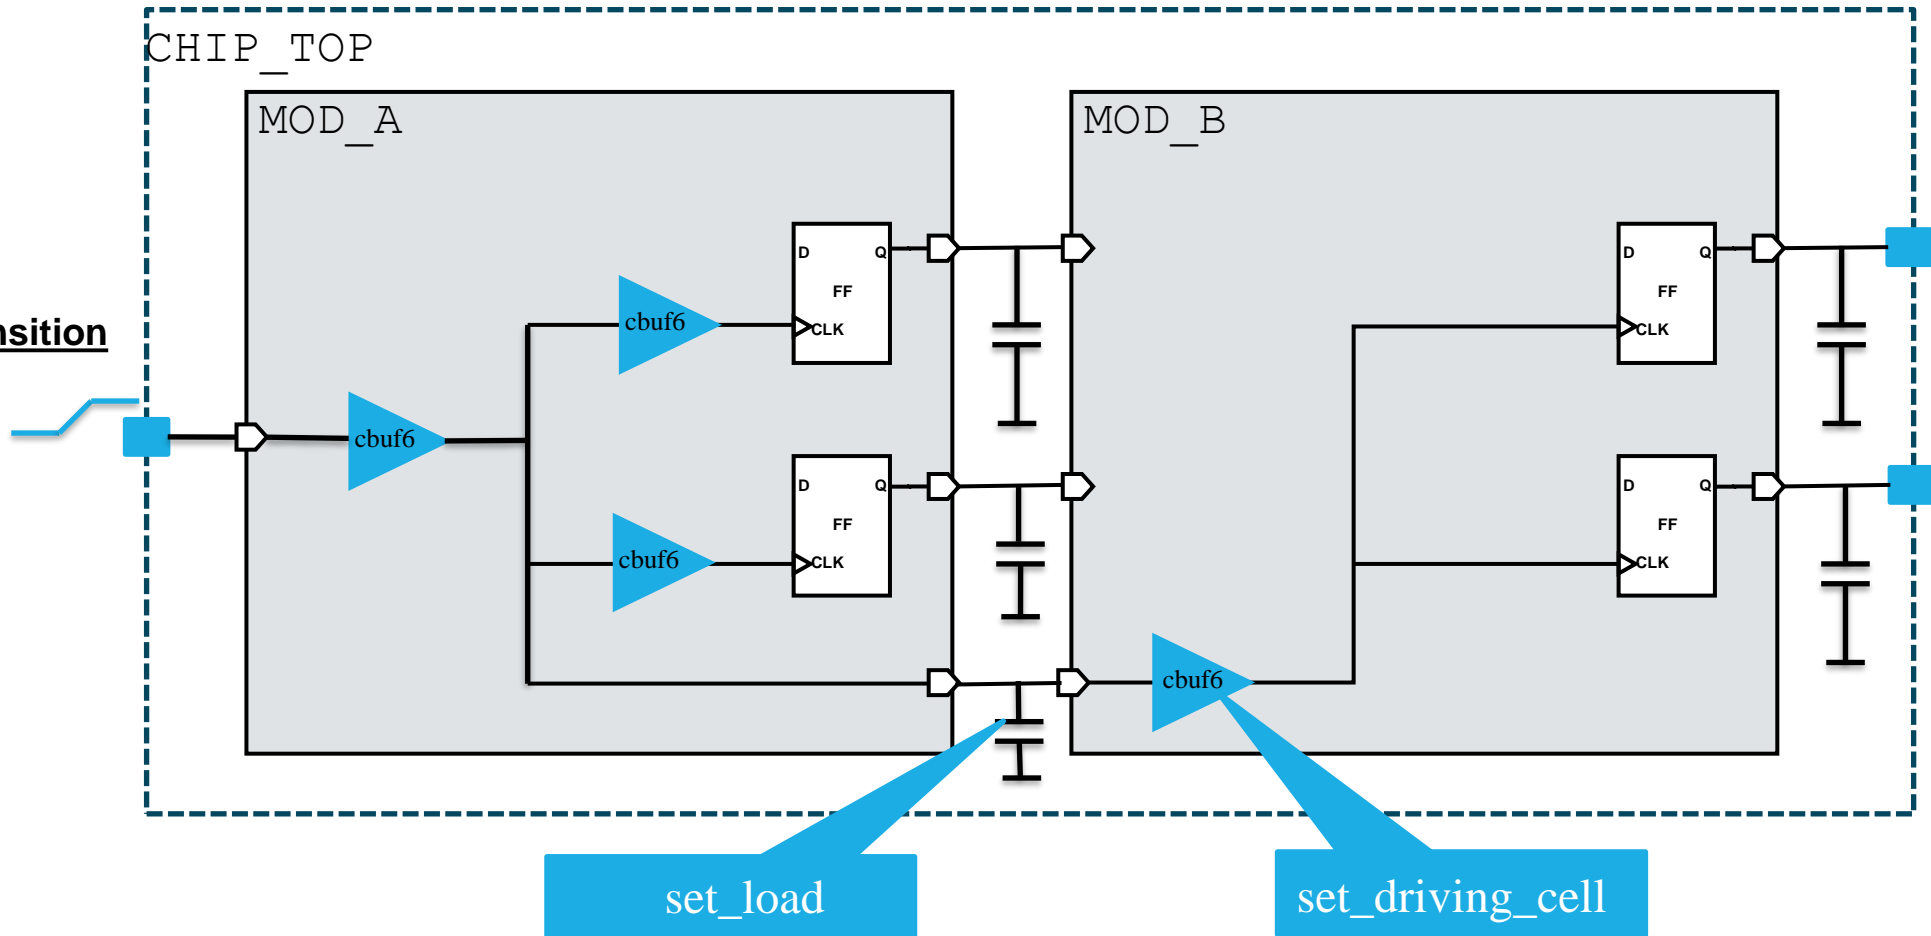 CHIP_TOP
MOD_A
MOD_B
D Q
FF
CLK
D Q
FF
CLK
cbuf6
nsition
cbuf6
D Q
FF
CLK
D Q
FF
CLK
cbuf6
cbuf6
set_load
set_driving_cell